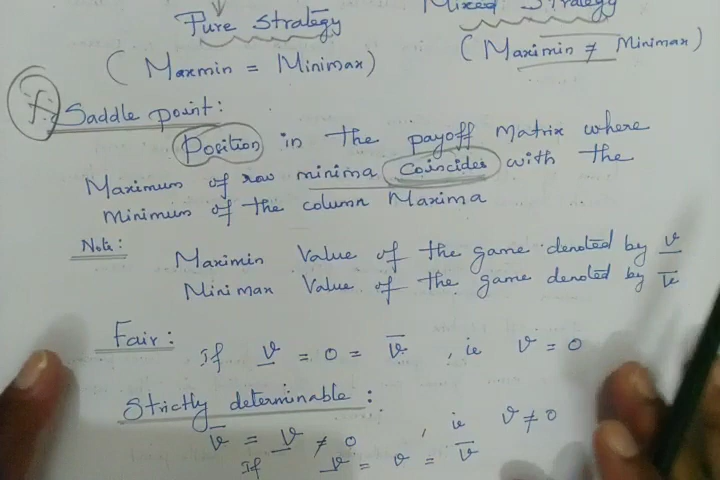 Mixed Strategy
Pure Strategy
(Maxmin = Minimax)
(Maximin ≠ Minimax)
f. Saddle point:
Position in the payoff Matrix where
Maximum of row minima coincides with the
minimum of the column Maxima
Note: Maximin Value of the game denoted by v̲
Minimax Value of the game denoted by v̅
Fair: If v̲ = 0 = v̅, ie v = 0
Strictly determinable:
v̅ = v̲ ≠ 0, ie v ≠ 0
If v̲ = v = v̅